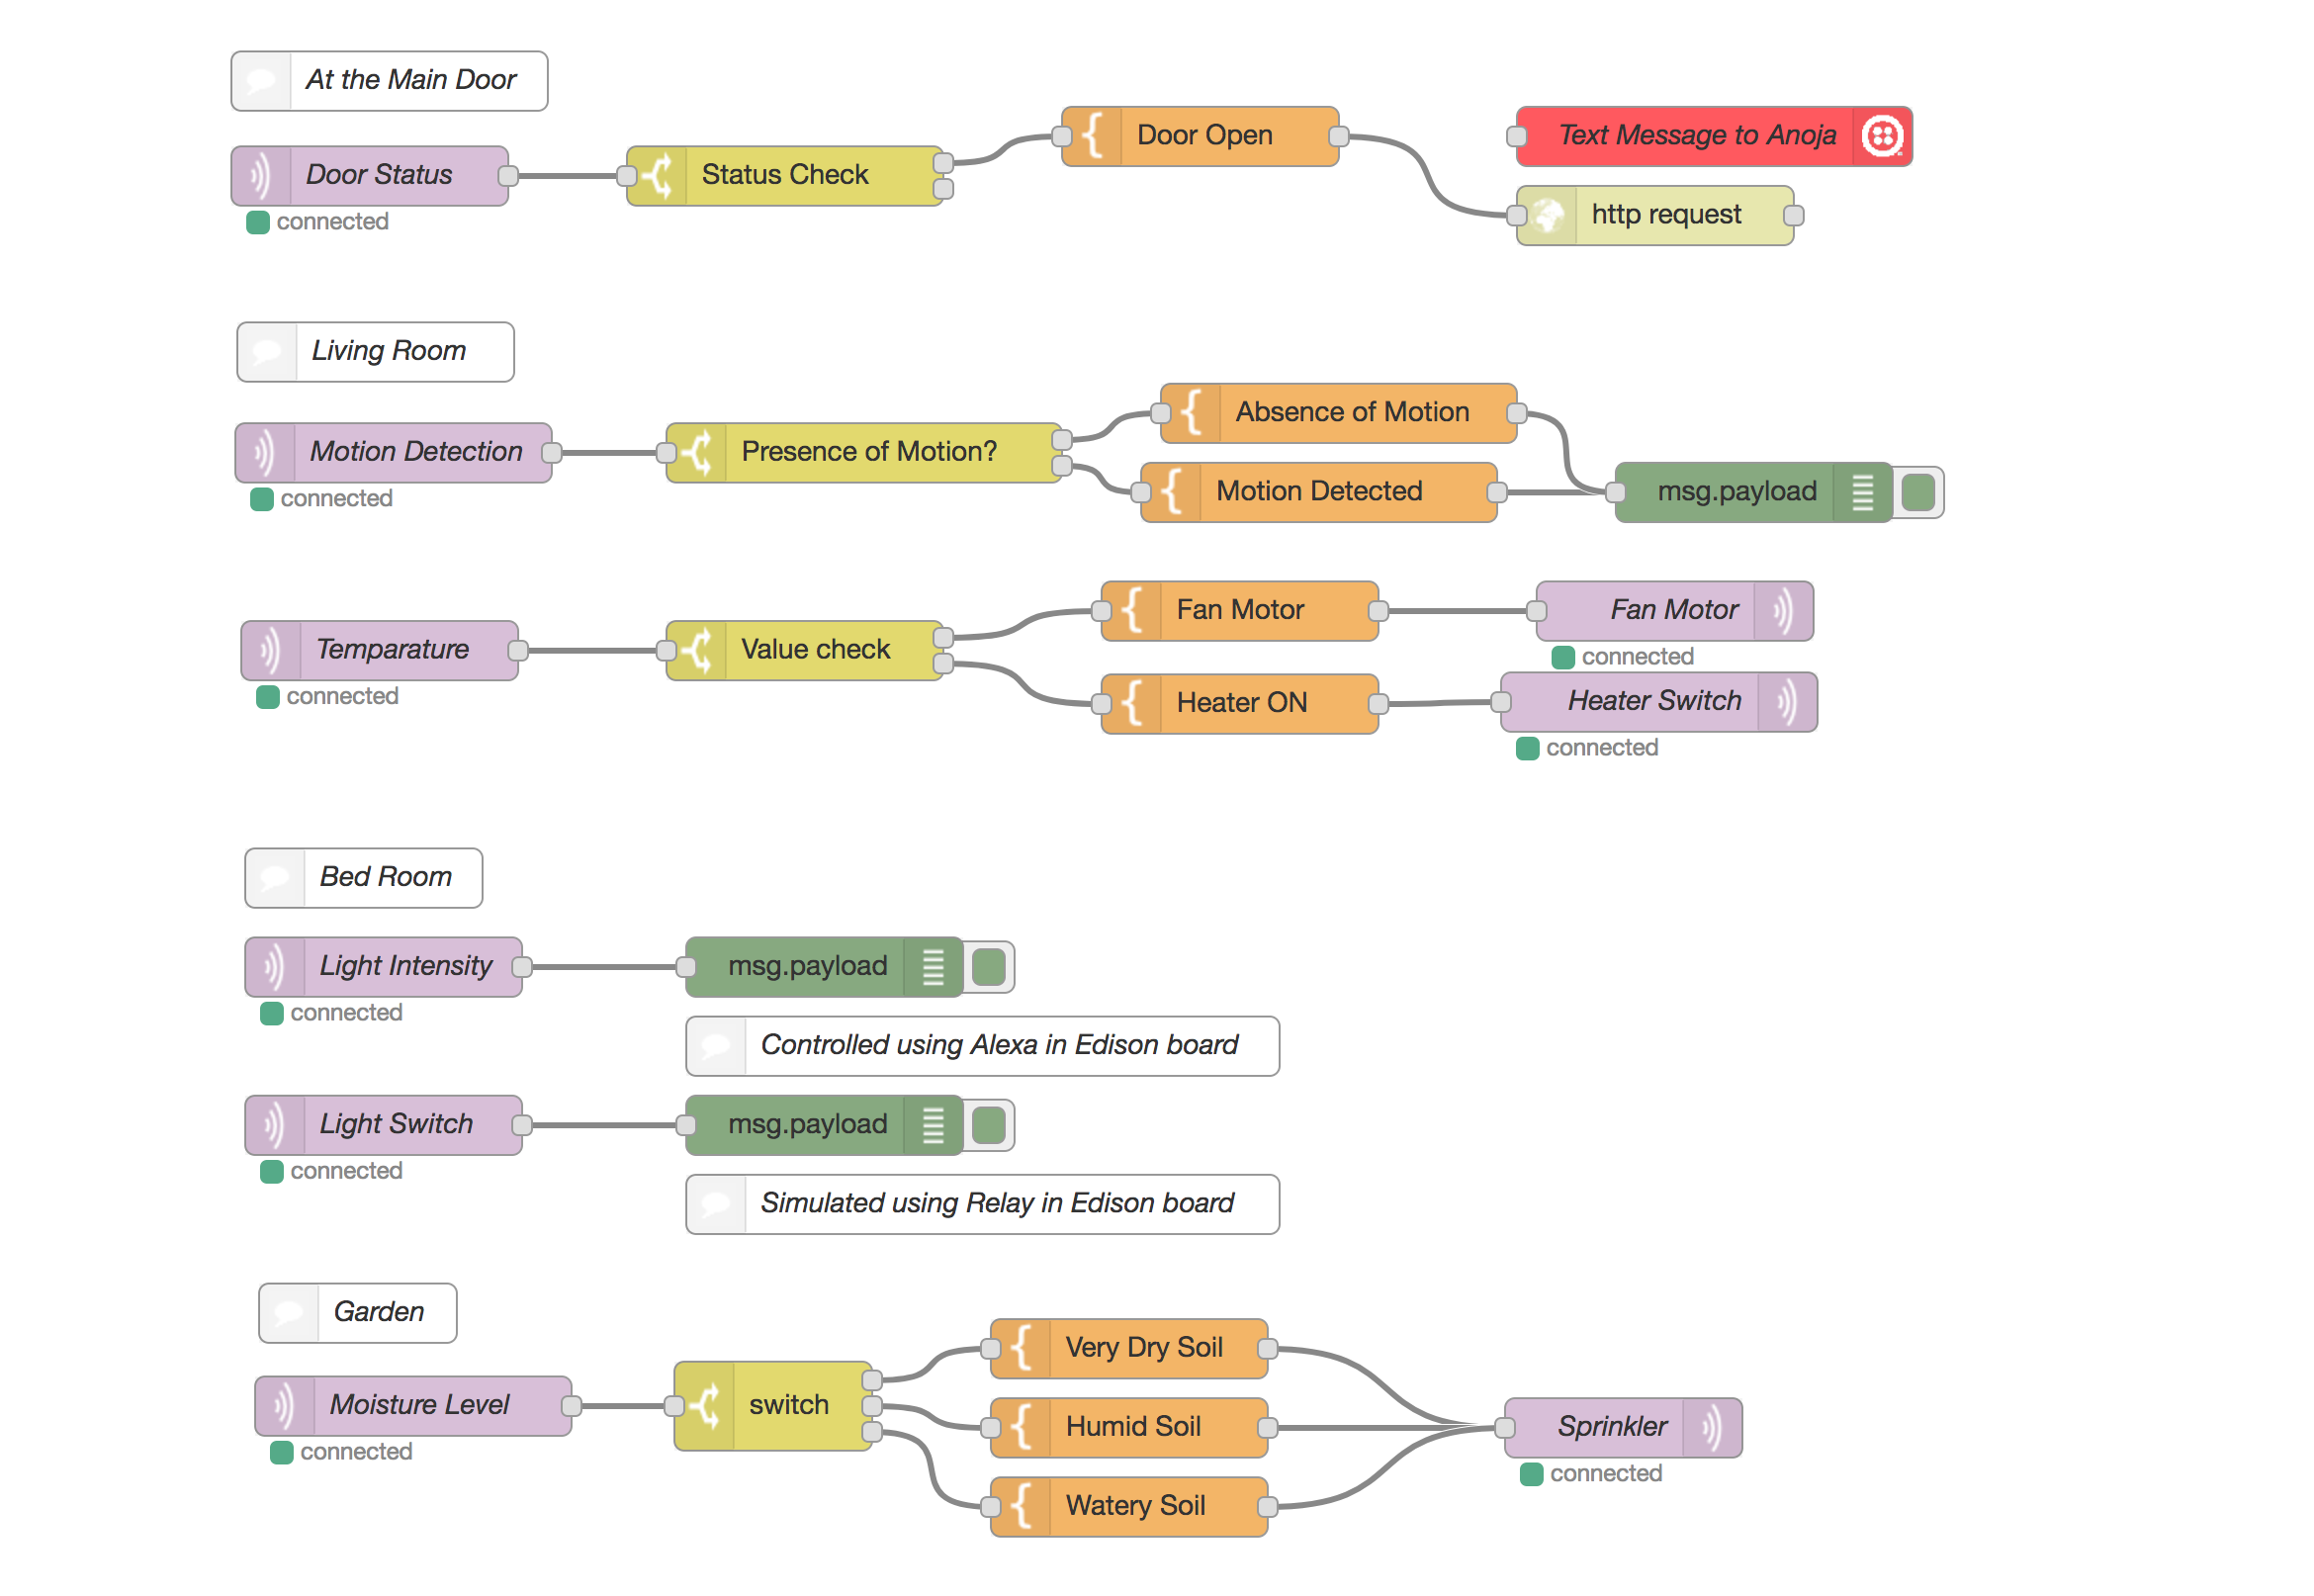 At the Main Door
Door Open
Text Message to Anoja
Door Status
Status Check
connected
http request
Living Room
Absence of Motion
Motion Detection
Presence of Motion?
connected
Motion Detected
msg.payload
Temparature
Value check
connected
Fan Motor
Fan Motor
connected
Heater ON
Heater Switch
connected
Bed Room
Light Intensity
msg.payload
connected
Controlled using Alexa in Edison board
Light Switch
msg.payload
connected
Simulated using Relay in Edison board
Garden
Very Dry Soil
Moisture Level
switch
connected
Humid Soil
Sprinkler
connected
Watery Soil